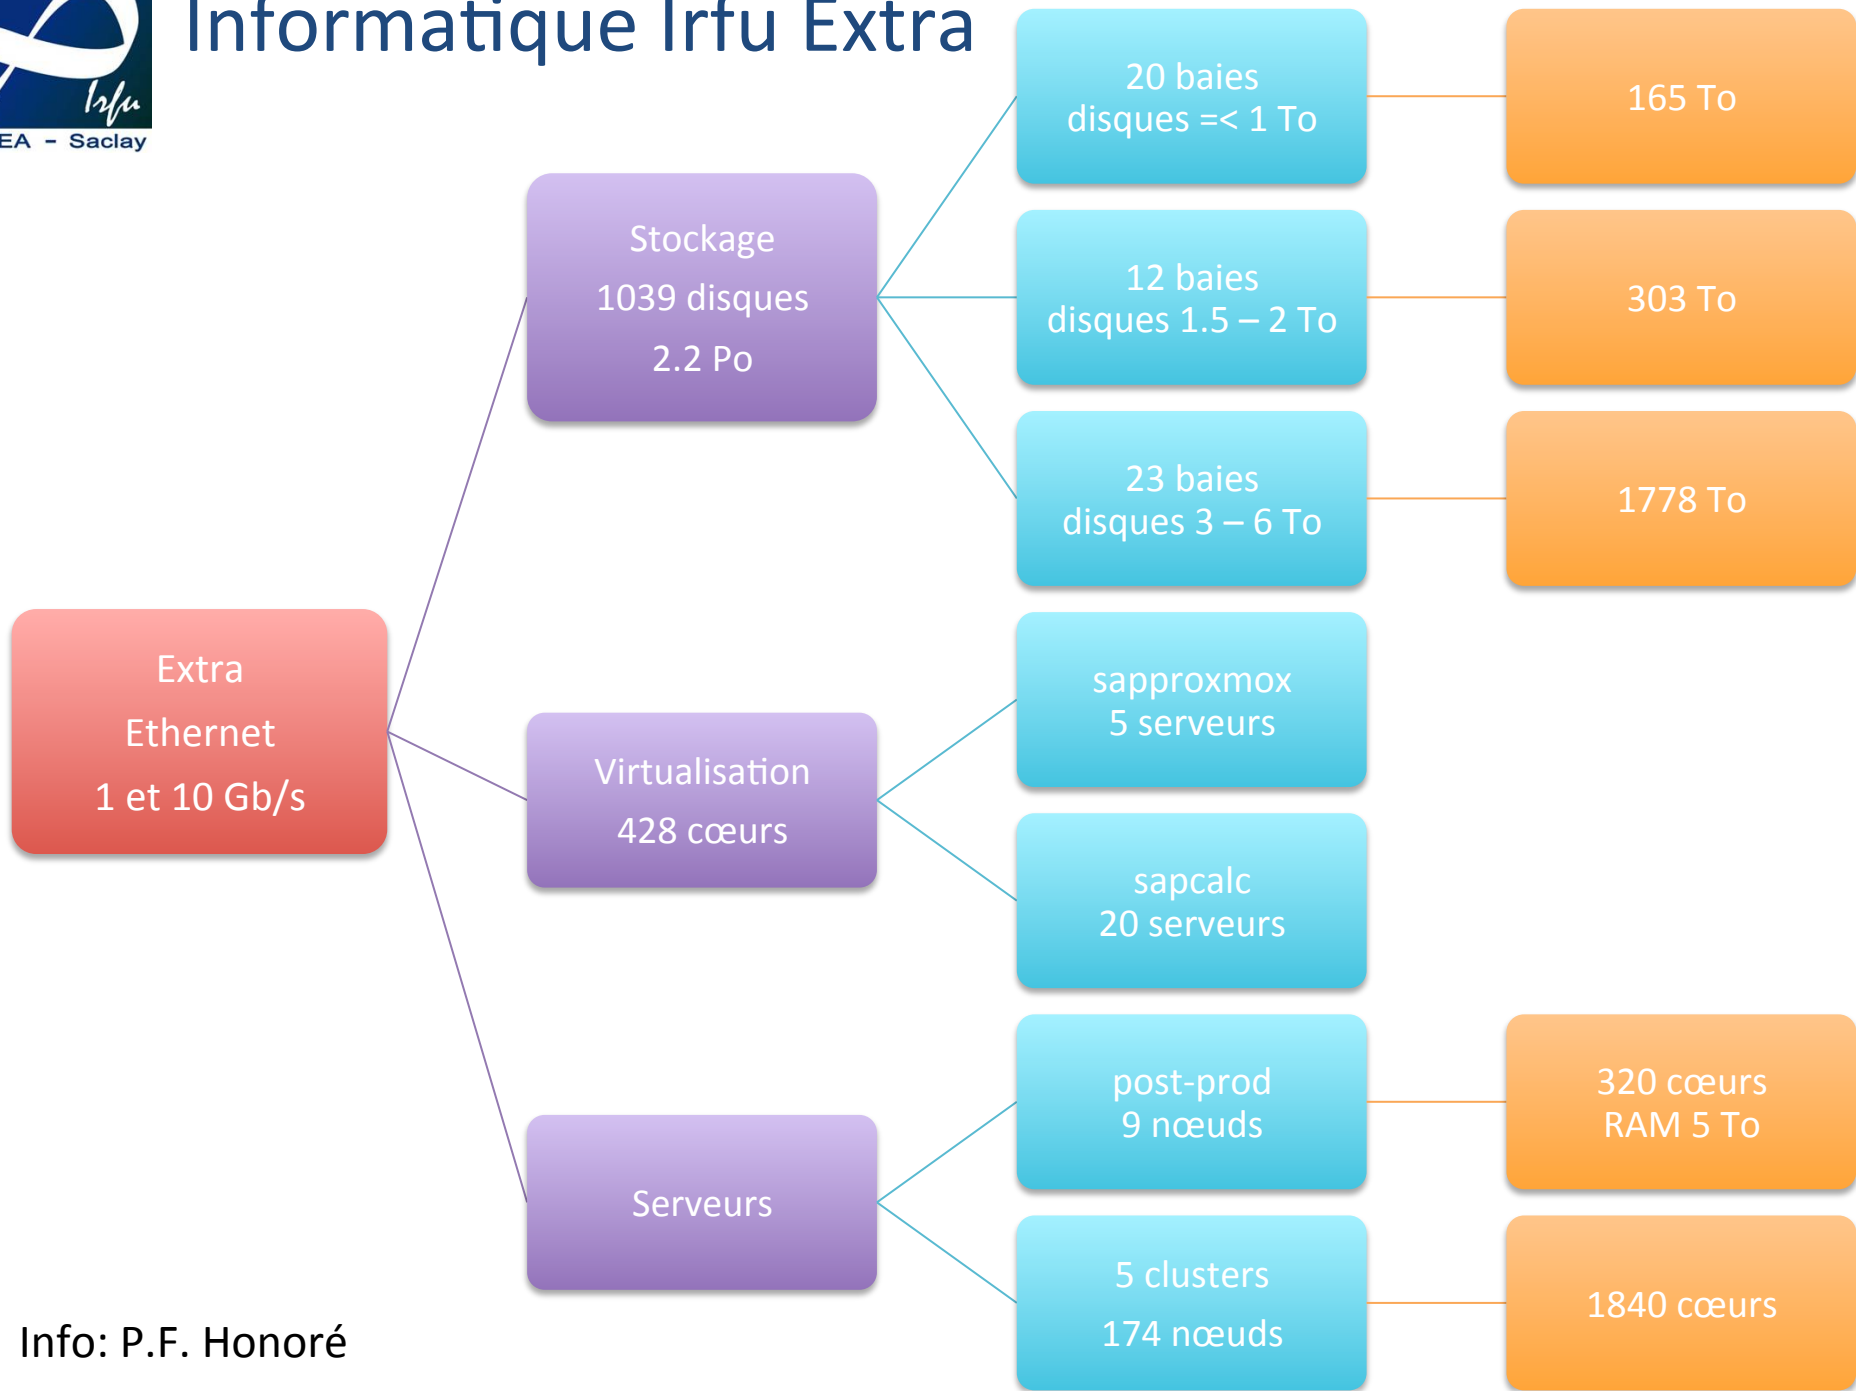 Informatique Irfu Extra
Irfu
EA - Saclay
Extra
Ethernet
1 et 10 Gb/s
Stockage
1039 disques
2.2 Po
20 baies
disques =< 1 To
165 To
12 baies
disques 1.5 – 2 To
303 To
23 baies
disques 3 – 6 To
1778 To
Virtualisation
428 cœurs
sapproxmox
5 serveurs
sapcalc
20 serveurs
Serveurs
post-prod
9 nœuds
320 cœurs
RAM 5 To
5 clusters
174 nœuds
1840 cœurs
Info: P.F. Honoré